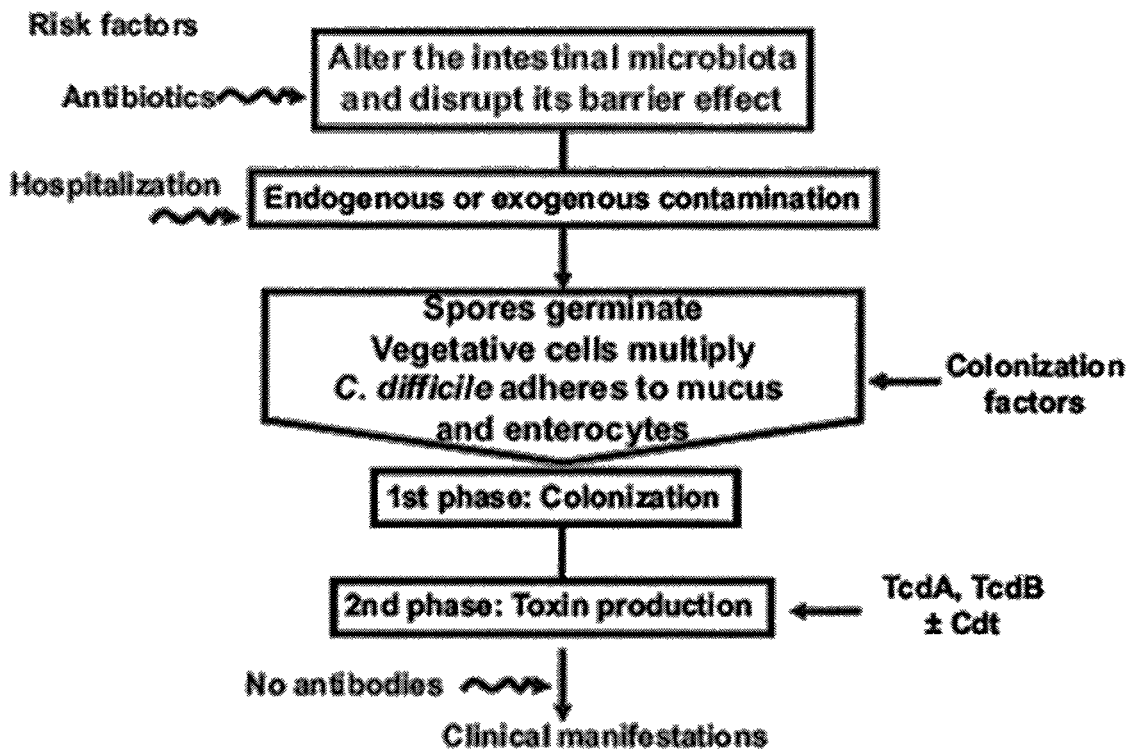 Risk factors
Alter the intestinal microbiota
and disrupt its barrier effect
Antibiotics
Hospitalization
Endogenous or exogenous contamination
Spores germinate
Vegetative cells multiply
C. difficile adheres to mucus
and enterocytes
Colonization
factors
1st phase: Colonization
2nd phase: Toxin production
TcdA, TcdB
± Cdt
No antibodies
Clinical manifestations